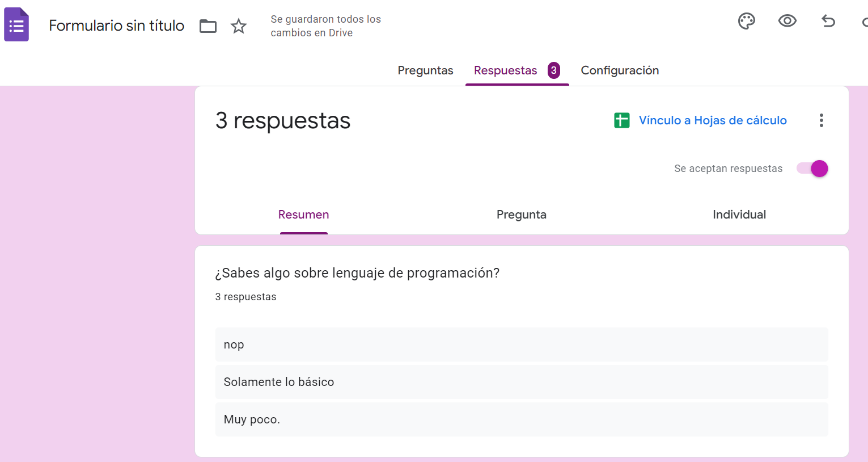 Formulario sin título
Se guardaron todos los
cambios en Drive
Preguntas
Respuestas 3
Configuración
3 respuestas
Vínculo a Hojas de cálculo
Se aceptan respuestas
Resumen
Pregunta
Individual
¿Sabes algo sobre lenguaje de programación?
3 respuestas
nop
Solamente lo básico
Muy poco.